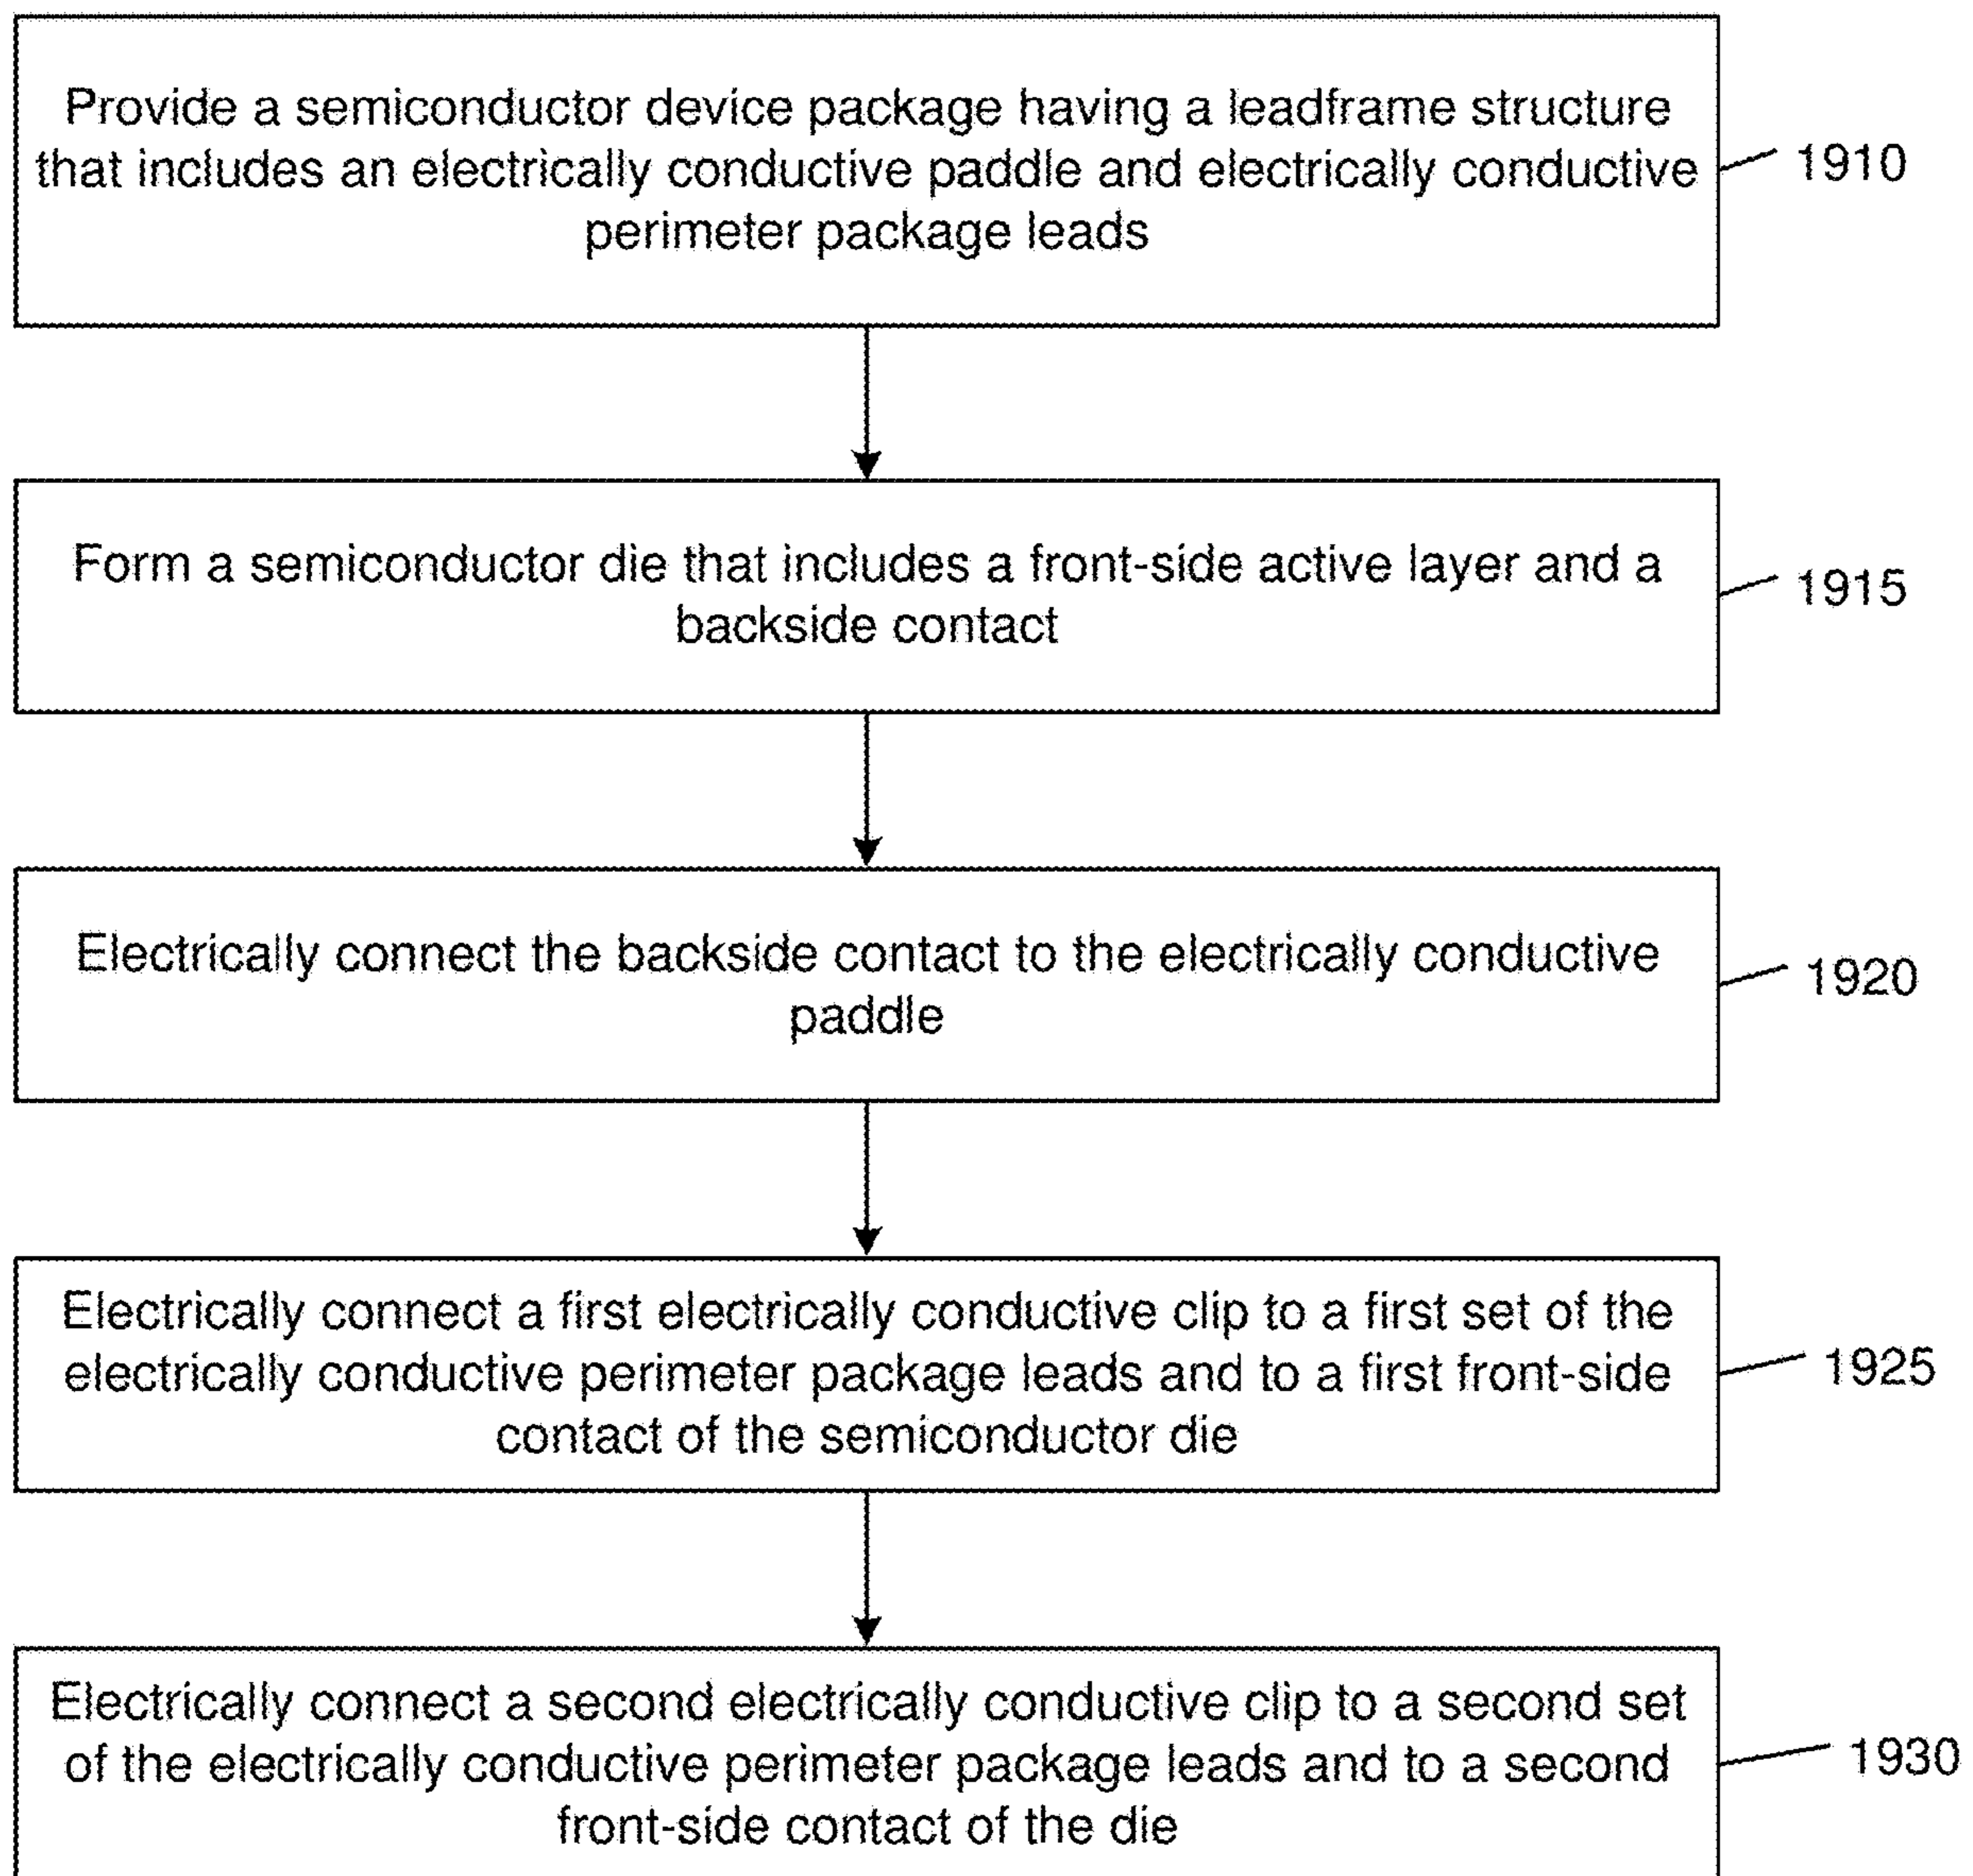 Provide a semiconductor device package having a leadframe structure
that includes an electrically conductive paddle and electrically conductive
perimeter package leads
1910
Form a semiconductor die that includes a front-side active layer and a
backside contact
1915
Electrically connect the backside contact to the electrically conductive
paddle
1920
Electrically connect a first electrically conductive clip to a first set of the
electrically conductive perimeter package leads and to a first front-side
contact of the semiconductor die
1925
Electrically connect a second electrically conductive clip to a second set
of the electrically conductive perimeter package leads and to a second
front-side contact of the die
1930